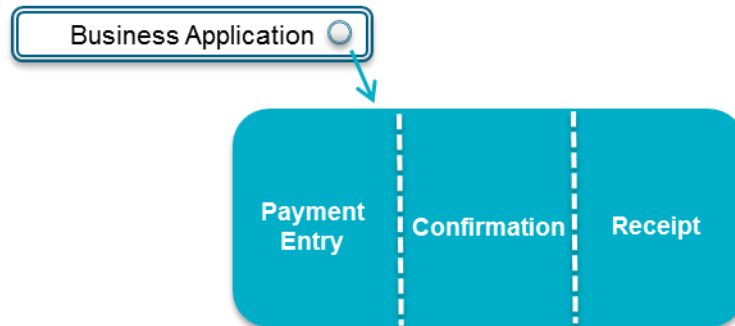 Business Application
Payment
Entry
Confirmation
Receipt